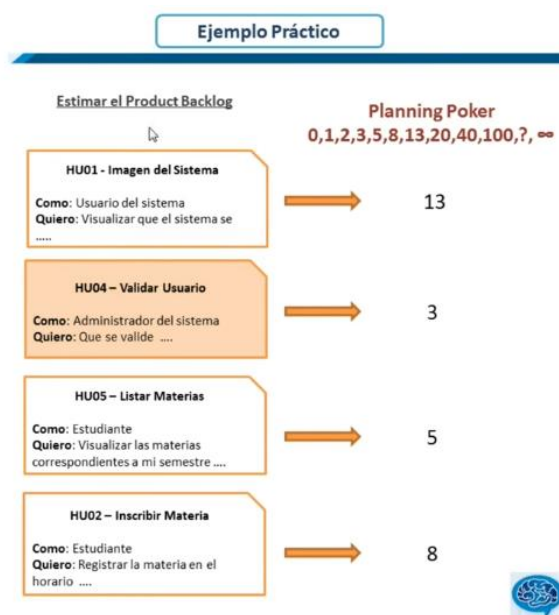 Ejemplo Práctico
Estimar el Product Backlog
Planning Poker
0,1,2,3,5,8,13,20,40,100,?, ∞
HU01 - Imagen del Sistema
Como: Usuario del sistema
Quiero: Visualizar que el sistema se
.....
13
HU04 – Validar Usuario
Como: Administrador del sistema
Quiero: Que se valide ....
3
HU05 – Listar Materias
Como: Estudiante
Quiero: Visualizar las materias
correspondientes a mi semestre ....
5
HU02 – Inscribir Materia
Como: Estudiante
Quiero: Registrar la materia en el
horario ....
8